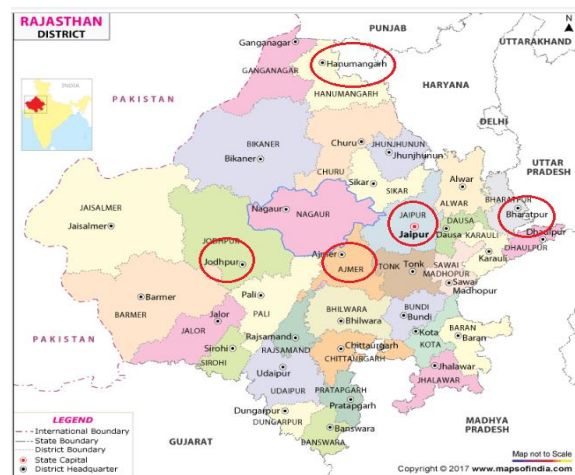 RAJASTHAN
DISTRICT
PUNJAB
N
UTTARAKHAND
Ganganagar
GANGANAGAR
Hanumangarh
HANUMANGARH
HARYANA
INDIA
PAKISTAN
DELHI
UTTAR
PRADESH
BIKANER
Bikaner
Churu
CHURU
JHUNJHUNUN
Jhunjhunun
Sikar
SIKAR
Alwar
ALWAR
BHARATPUR
Bharatpur
JAISALMER
Jaisalmer
Nagaur
NAGAUR
JAIPUR
Jaipur
DAUSA
Dausa
KARAULI
Karauli
Dhaulpur
DHAULPUR
JODHPUR
Jodhpur
Ajmer
AJMER
TONK
Tonk
SAWAI
MADHOPUR
Sawai
Madhopur
Barmer
BARMER
Pali
PALI
PAKISTAN
JALOR
Jalor
Sirohi
SIROHI
Rajsamand
RAJSAMAND
BHILWARA
Bhilwara
BUNDI
Bundi
Kota
KOTA
BARAN
Baran
Chittaurgarh
CHITTAURGARH
Udaipur
UDAIPUR
Jhalawar
JHALAWAR
PRATAPGARH
Pratapgarh
Dungarpur
DUNGARPUR
Banswara
BANSWARA
GUJARAT
MADHYA
PRADESH
LEGEND
International Boundary
State Boundary
District Boundary
State Capital
District Headquarter
Map not to Scale
Copyright © 2017 www.mapsofindia.com